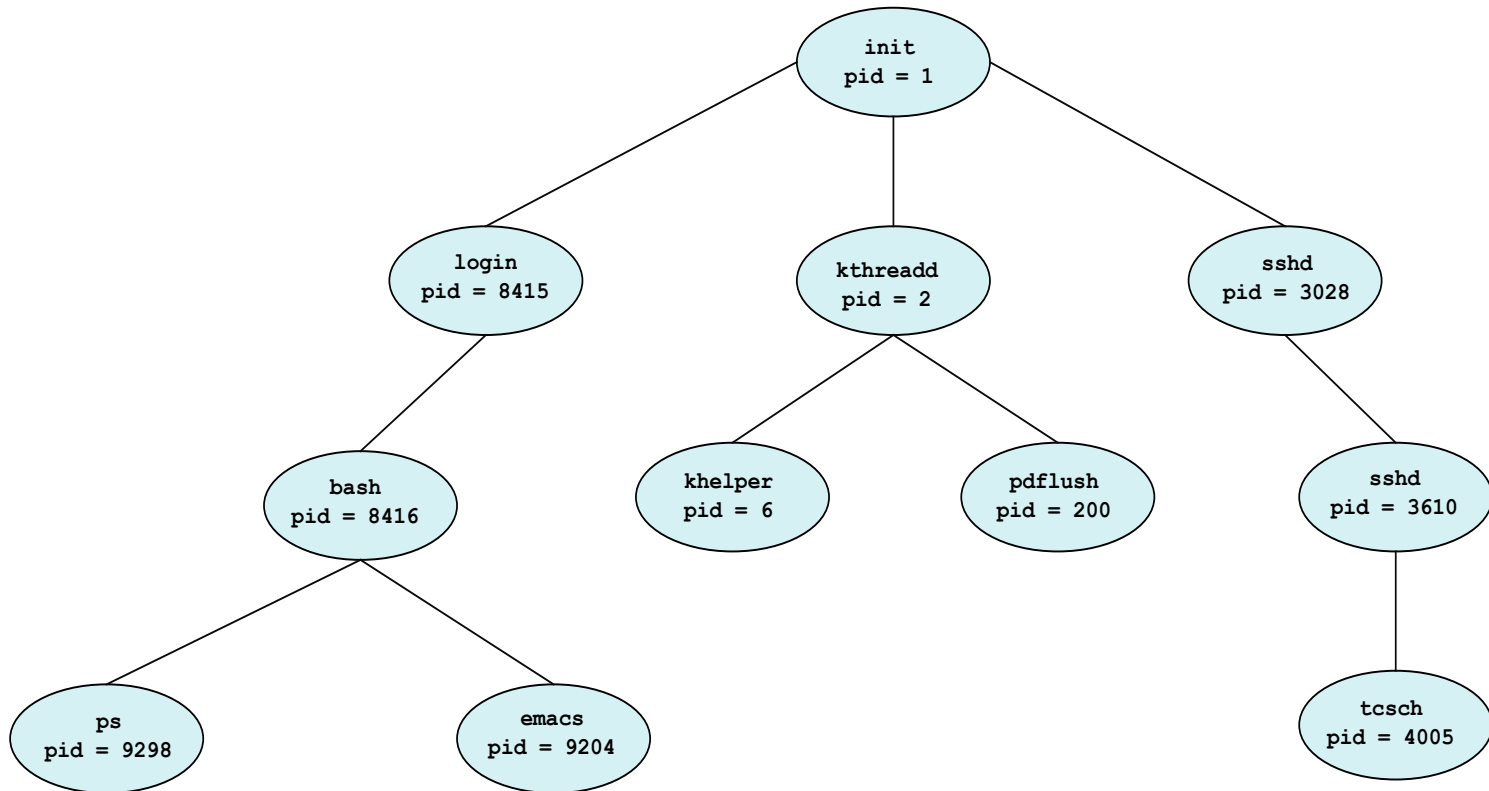 init
pid = 1
login
pid = 8415
kthreadd
pid = 2
sshd
pid = 3028
bash
pid = 8416
khelper
pid = 6
pdflush
pid = 200
sshd
pid = 3610
ps
pid = 9298
emacs
pid = 9204
tcsch
pid = 4005